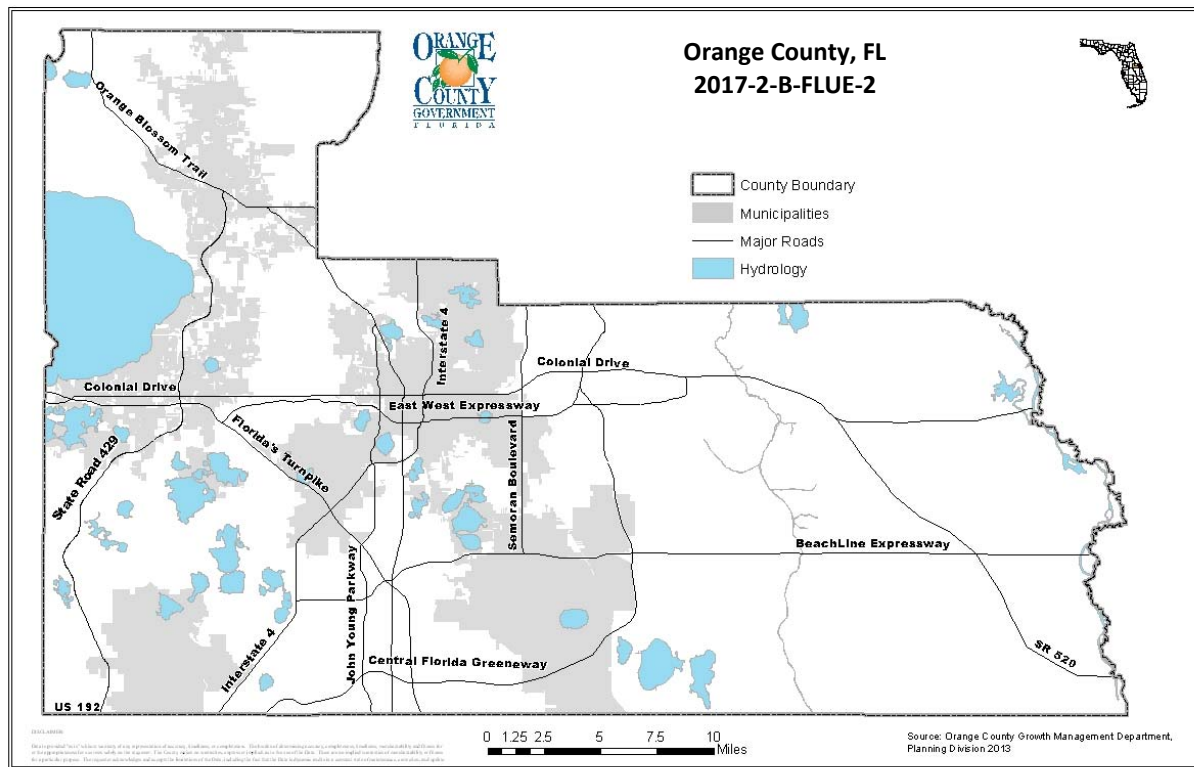 ORANGE
COUNTY
GOVERNMENT
FLORIDA
Orange County, FL
2017-2-B-FLUE-2
County Boundary
Municipalities
Major Roads
Hydrology
Orange Blossom Trail
Interstate 4
Colonial Drive
Colonial Drive
East West Expressway
Florida's Turnpike
State Road 429
Semoran Boulevard
BeachLine Expressway
John Young Parkway
Interstate 4
Central Florida Greeneway
SR 520
US 192
DISCLAIMER:
0 1.25 2.5 5 7.5 10
Miles
Source: Orange County Growth Management Department,
Planning Division 2013